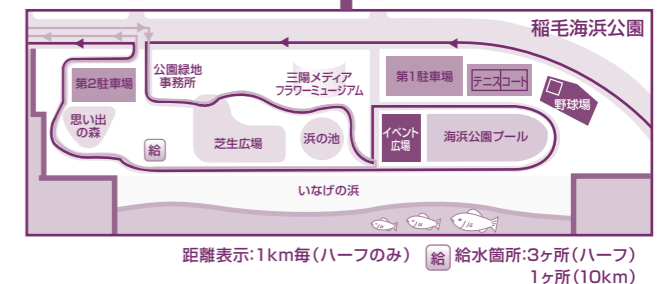 稲毛海浜公園
公園緑地
事務所
第2駐車場
三陽メディア
フラワーミュージアム
第1駐車場
テニスコート
野球場
思い出
の森
給
芝生広場
浜の池
イベント
広場
海浜公園プール
いなげの浜
距離表示:1km毎(ハーフのみ) 給 給水箇所:3ヶ所(ハーフ)
1ヶ所(10km)